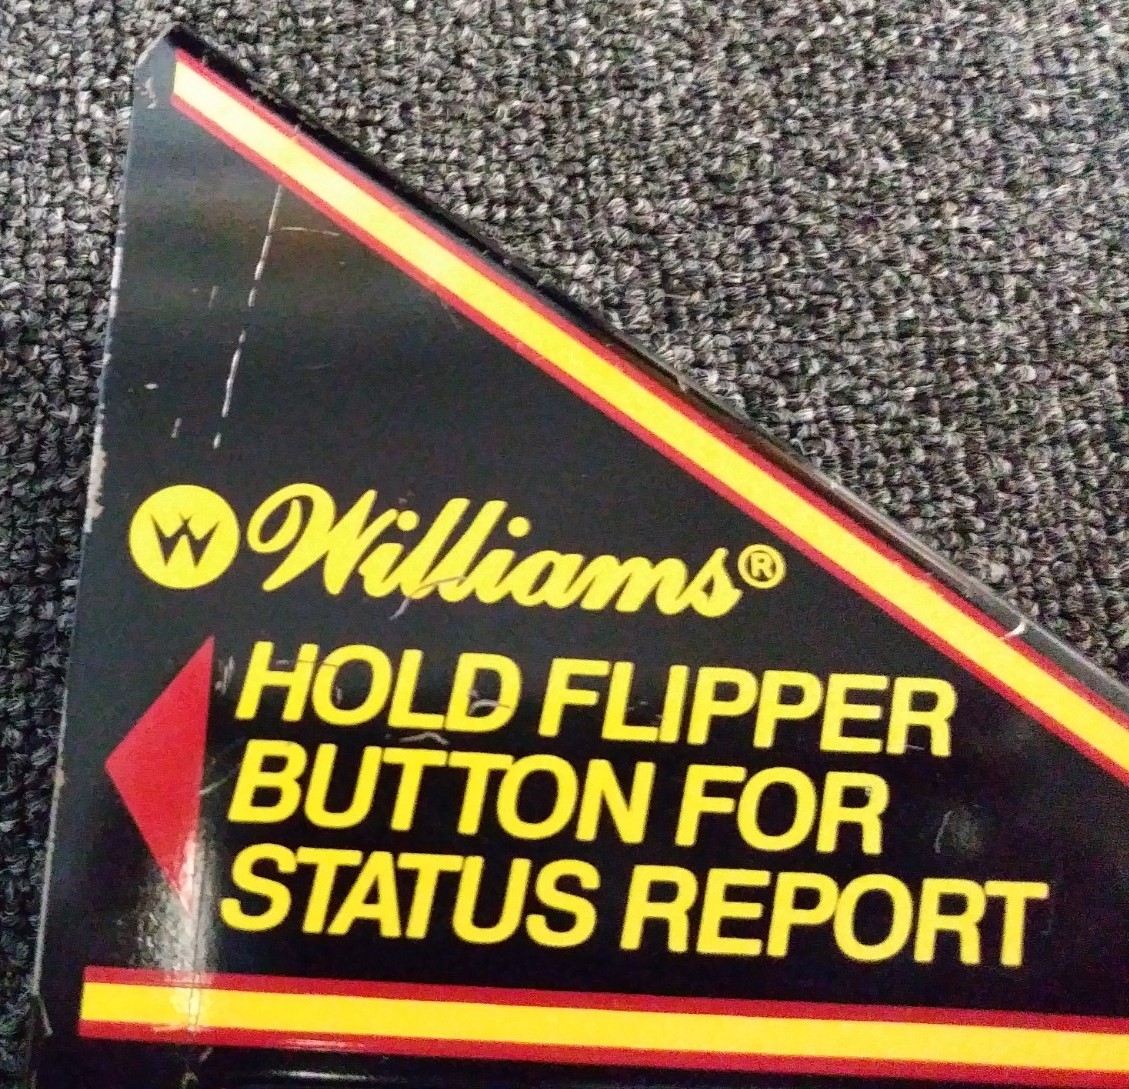 W Williams®
HOLD FLIPPER
BUTTON FOR
STATUS REPORT